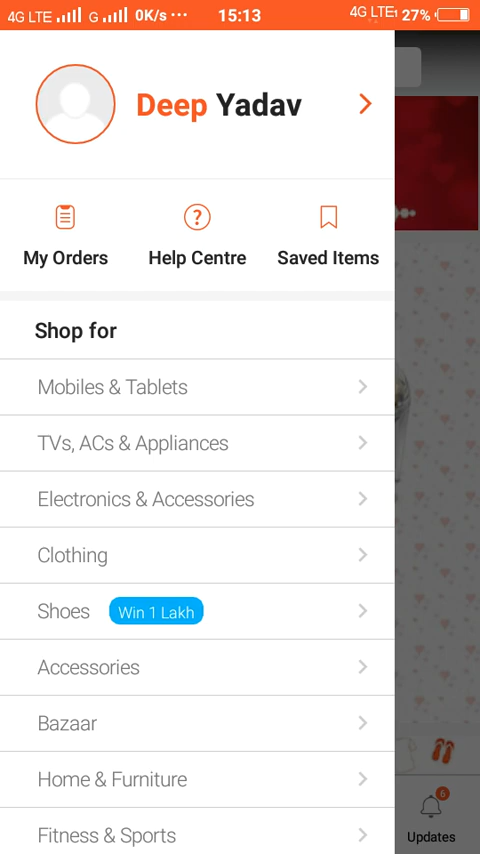 4G LTE G 0K/s ··· 15:13 4G LTE 27%
Deep Yadav
My Orders Help Centre Saved Items
Shop for
Mobiles & Tablets
TVs, ACs & Appliances
Electronics & Accessories
Clothing
Shoes Win 1 Lakh
Accessories
Bazaar
Home & Furniture
Fitness & Sports
6
Updates